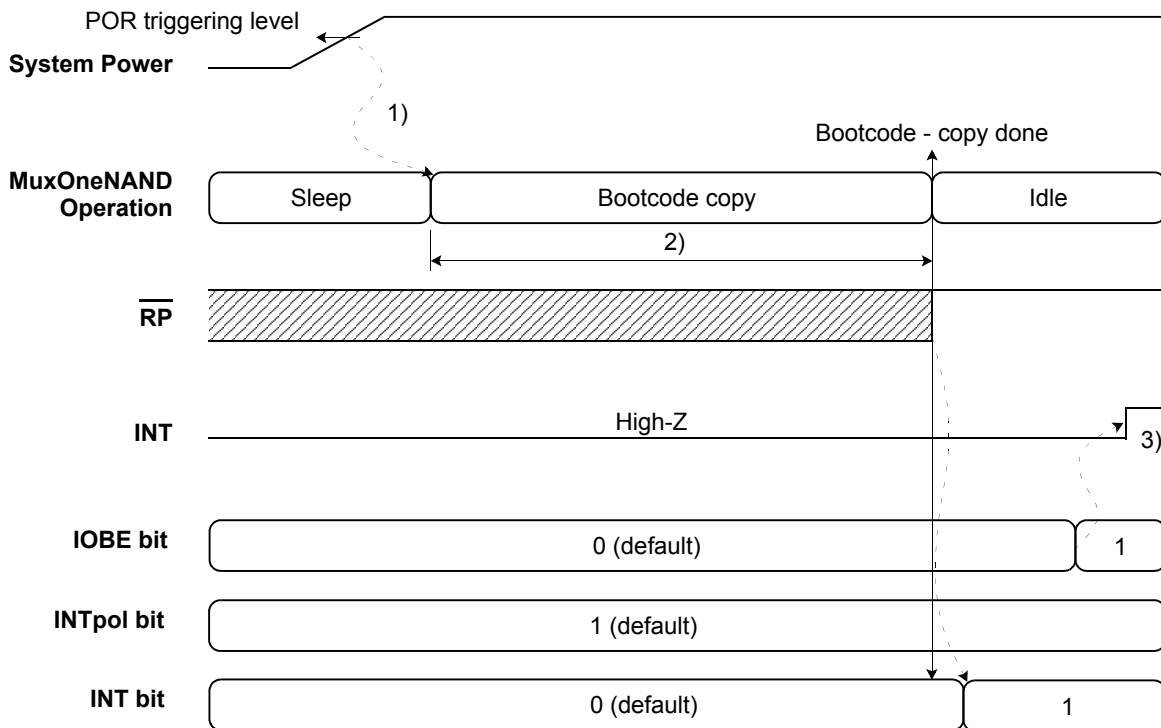 POR triggering level
System Power
1)
Bootcode - copy done
MuxOneNAND
Operation
Sleep
Bootcode copy
Idle
2)
RP
High-Z
INT
3)
IOBE bit
0 (default)
1
INTpol bit
1 (default)
INT bit
0 (default)
1